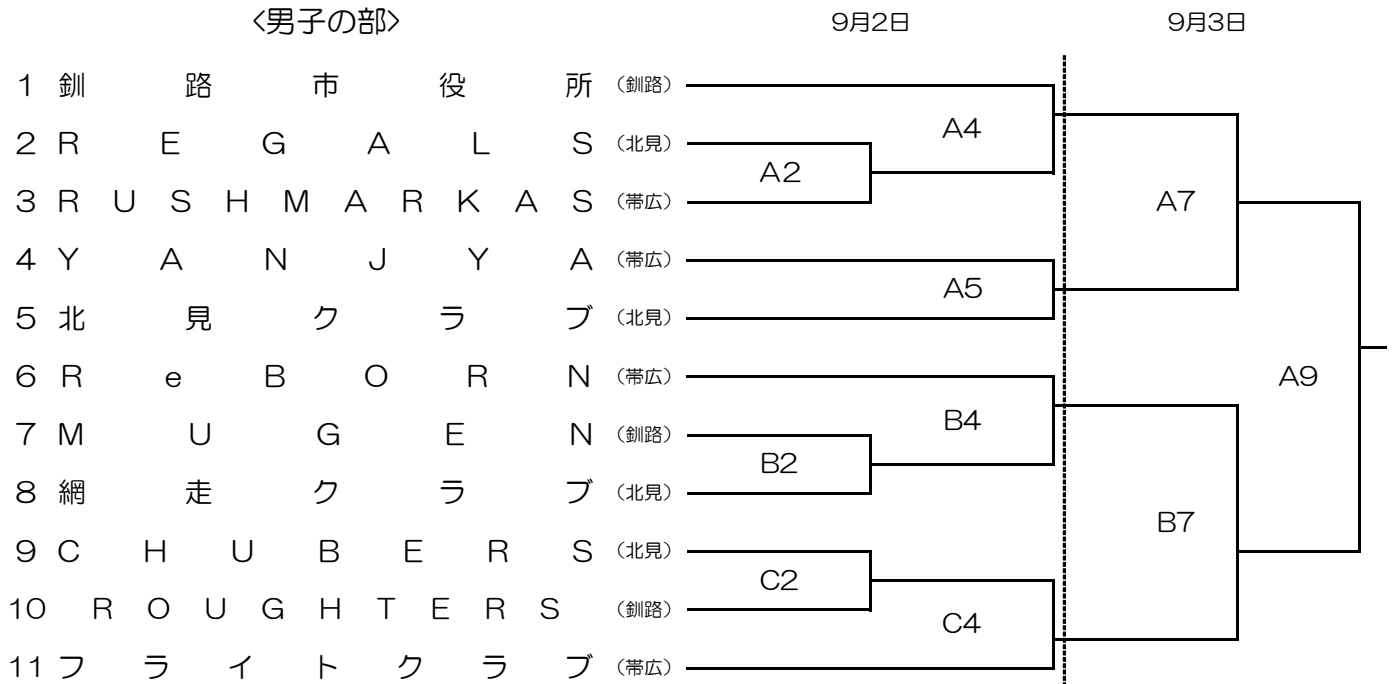 <男子の部> 9月2日 9月3日
1 釧路市役所 (釧路)
A4
2 REGALS (北見)
A2
3 RUSHMARKAS (帯広) A7
4 YANJYA (帯広)
A5
5 北見クラブ (北見)
6 ReBORN (帯広) A9
B4
7 MUGEN (釧路)
B2
8 網走クラブ (北見)
B7
9 CHUBERS (北見)
C2
10 ROUGHTERS (釧路)
C4
11 フライトクラブ (帯広)